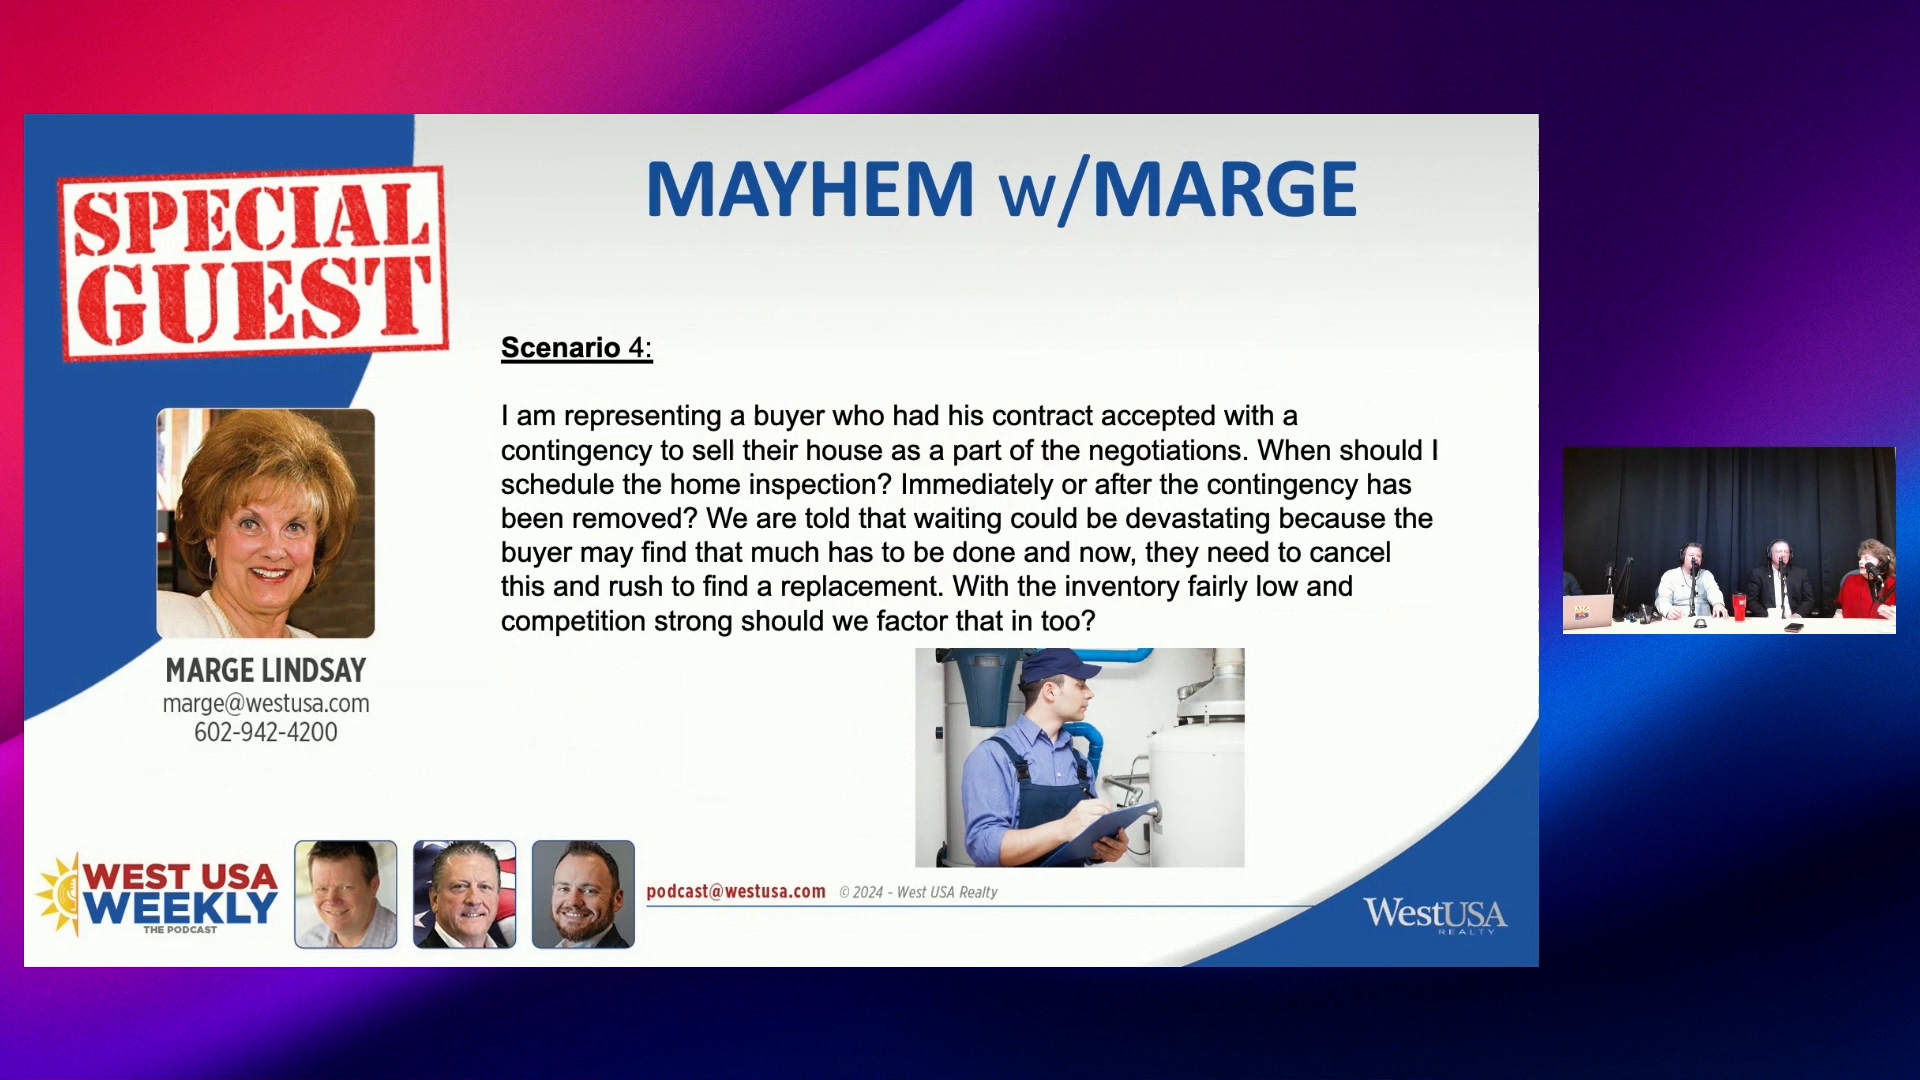 SPECIAL
GUEST
MAYHEM w/MARGE
Scenario 4:
I am representing a buyer who had his contract accepted with a
contingency to sell their house as a part of the negotiations. When should I
schedule the home inspection? Immediately or after the contingency has
been removed? We are told that waiting could be devastating because the
buyer may find that much has to be done and now, they need to cancel
this and rush to find a replacement. With the inventory fairly low and
competition strong should we factor that in too?
MARGE LINDSAY
marge@westusa.com
602-942-4200
WEST USA
WEEKLY
THE PODCAST
podcast@westusa.com © 2024 - West USA Realty
WestUSA
REALTY